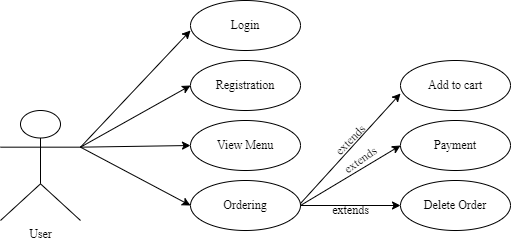 Login
Registration
Add to cart
extends
extends
View Menu
Payment
Ordering
extends
Delete Order
User